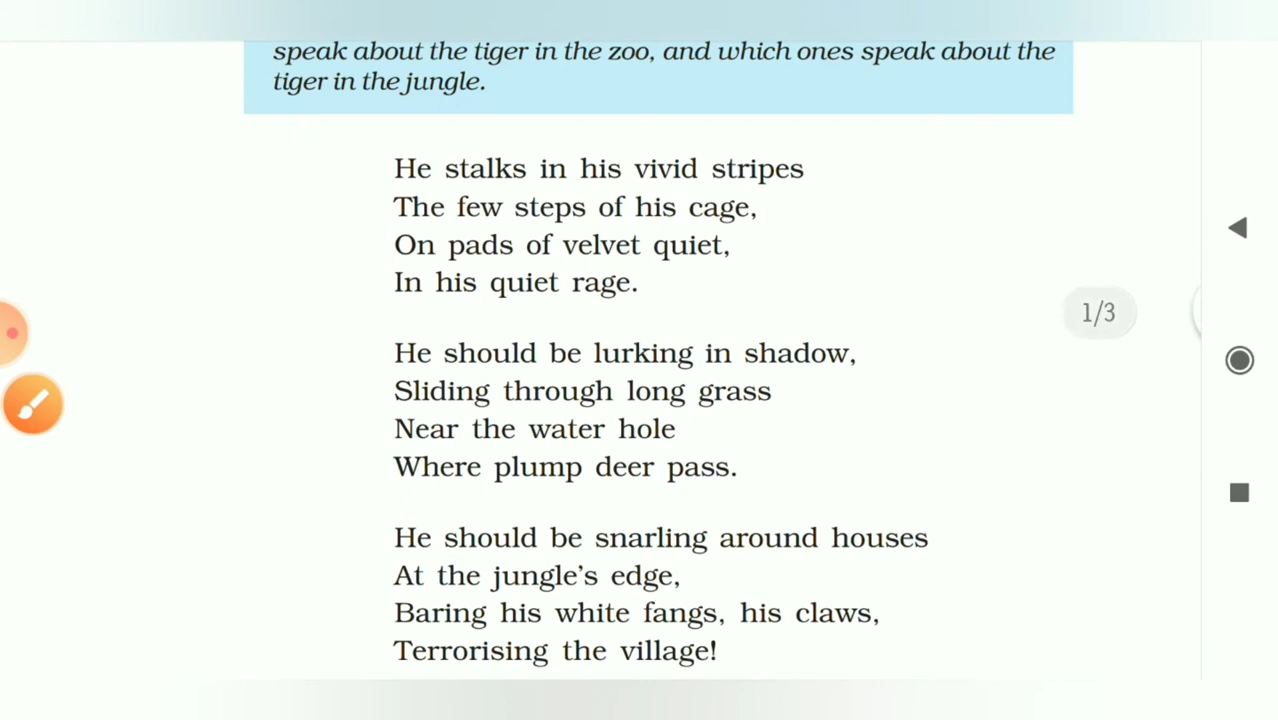 speak about the tiger in the zoo, and which ones speak about the
tiger in the jungle.
He stalks in his vivid stripes
The few steps of his cage,
On pads of velvet quiet,
In his quiet rage.
He should be lurking in shadow,
Sliding through long grass
Near the water hole
Where plump deer pass.
He should be snarling around houses
At the jungle's edge,
Baring his white fangs, his claws,
Terrorising the village!
1/3